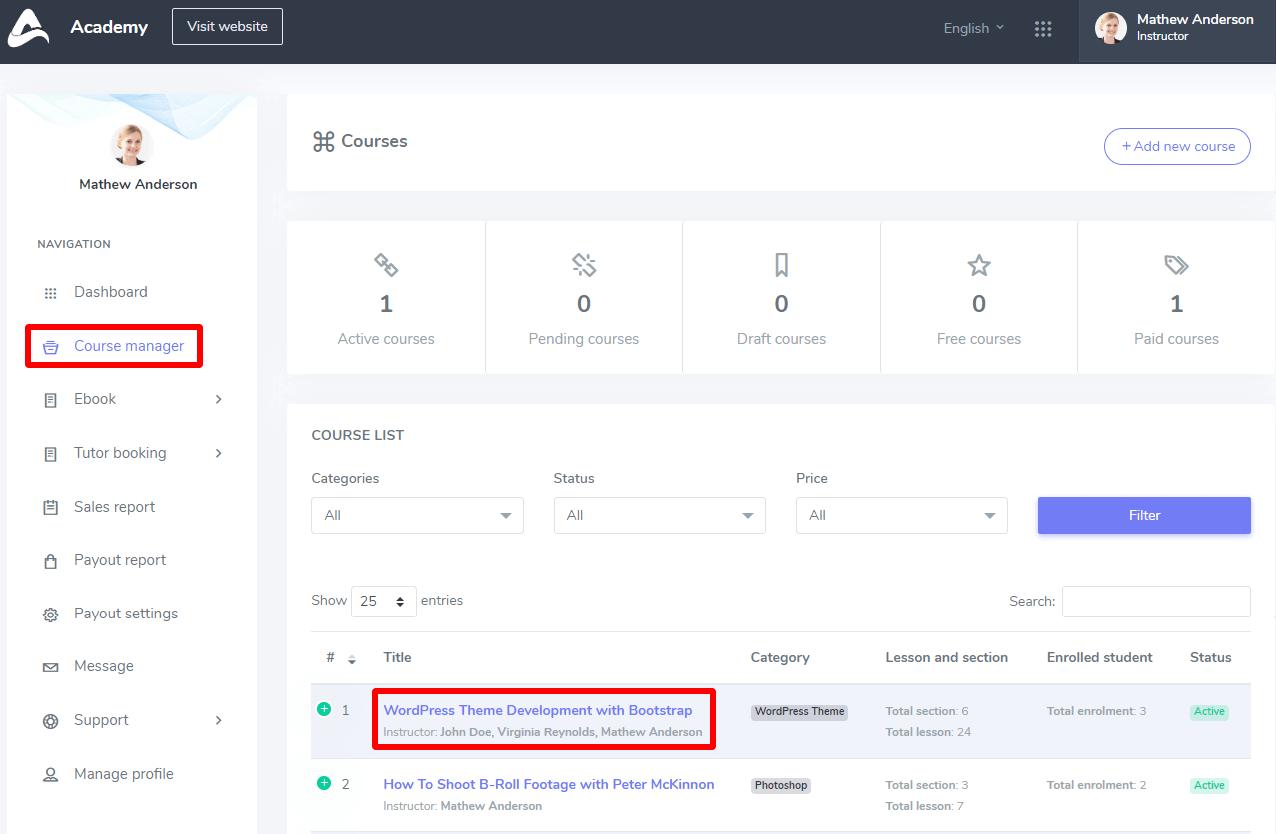 Academy
Visit website
English
Mathew Anderson
Instructor
Mathew Anderson
NAVIGATION
Dashboard
Course manager
Ebook
Tutor booking
Sales report
Payout report
Payout settings
Message
Support
Manage profile
Courses
+ Add new course
1
Active courses
0
Pending courses
0
Draft courses
0
Free courses
1
Paid courses
COURSE LIST
Categories
Status
Price
All
All
All
Filter
Show 25 entries
Search:
# Title Category Lesson and section Enrolled student Status
1 WordPress Theme Development with Bootstrap WordPress Theme Total section: 6 Total enrolment: 3 Active
Instructor: John Doe, Virginia Reynolds, Mathew Anderson Total lesson: 24
2 How To Shoot B-Roll Footage with Peter McKinnon Photoshop Total section: 3 Total enrolment: 2 Active
Instructor: Mathew Anderson Total lesson: 7